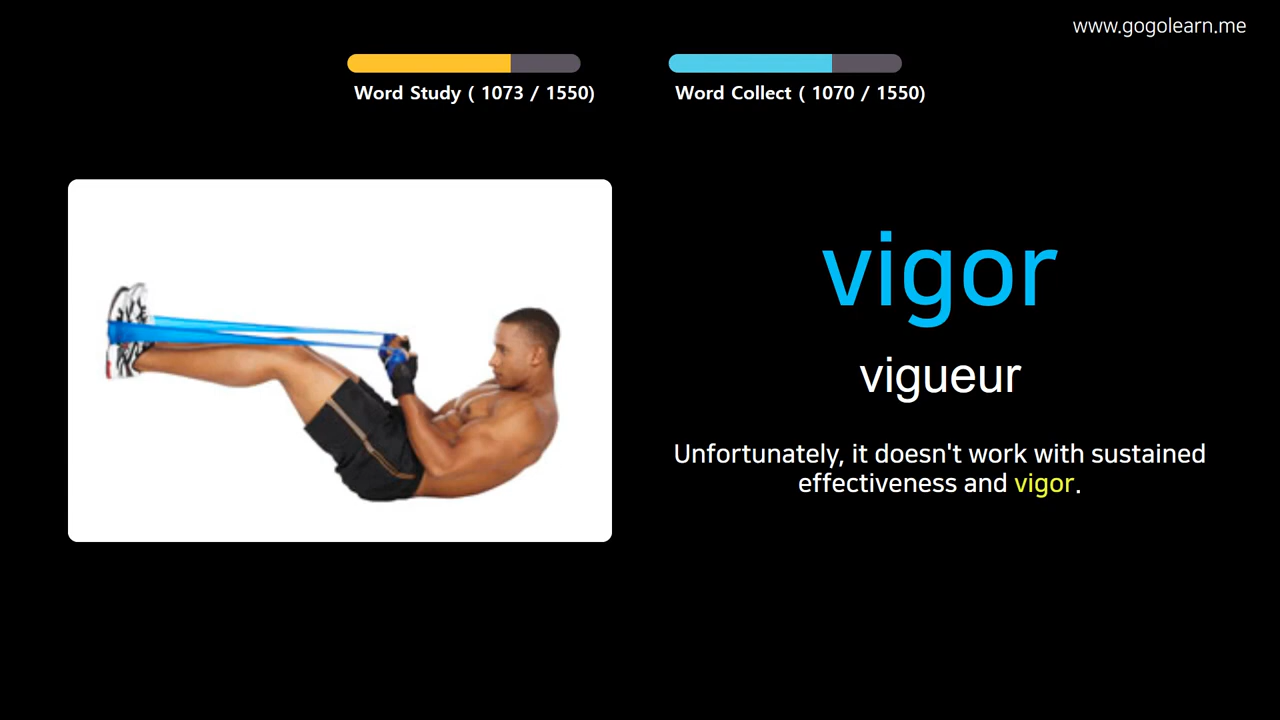 www.gogolearn.me
Word Study ( 1073 / 1550)
Word Collect ( 1070 / 1550)
vigor
vigueur
Unfortunately, it doesn't work with sustained
effectiveness and vigor.